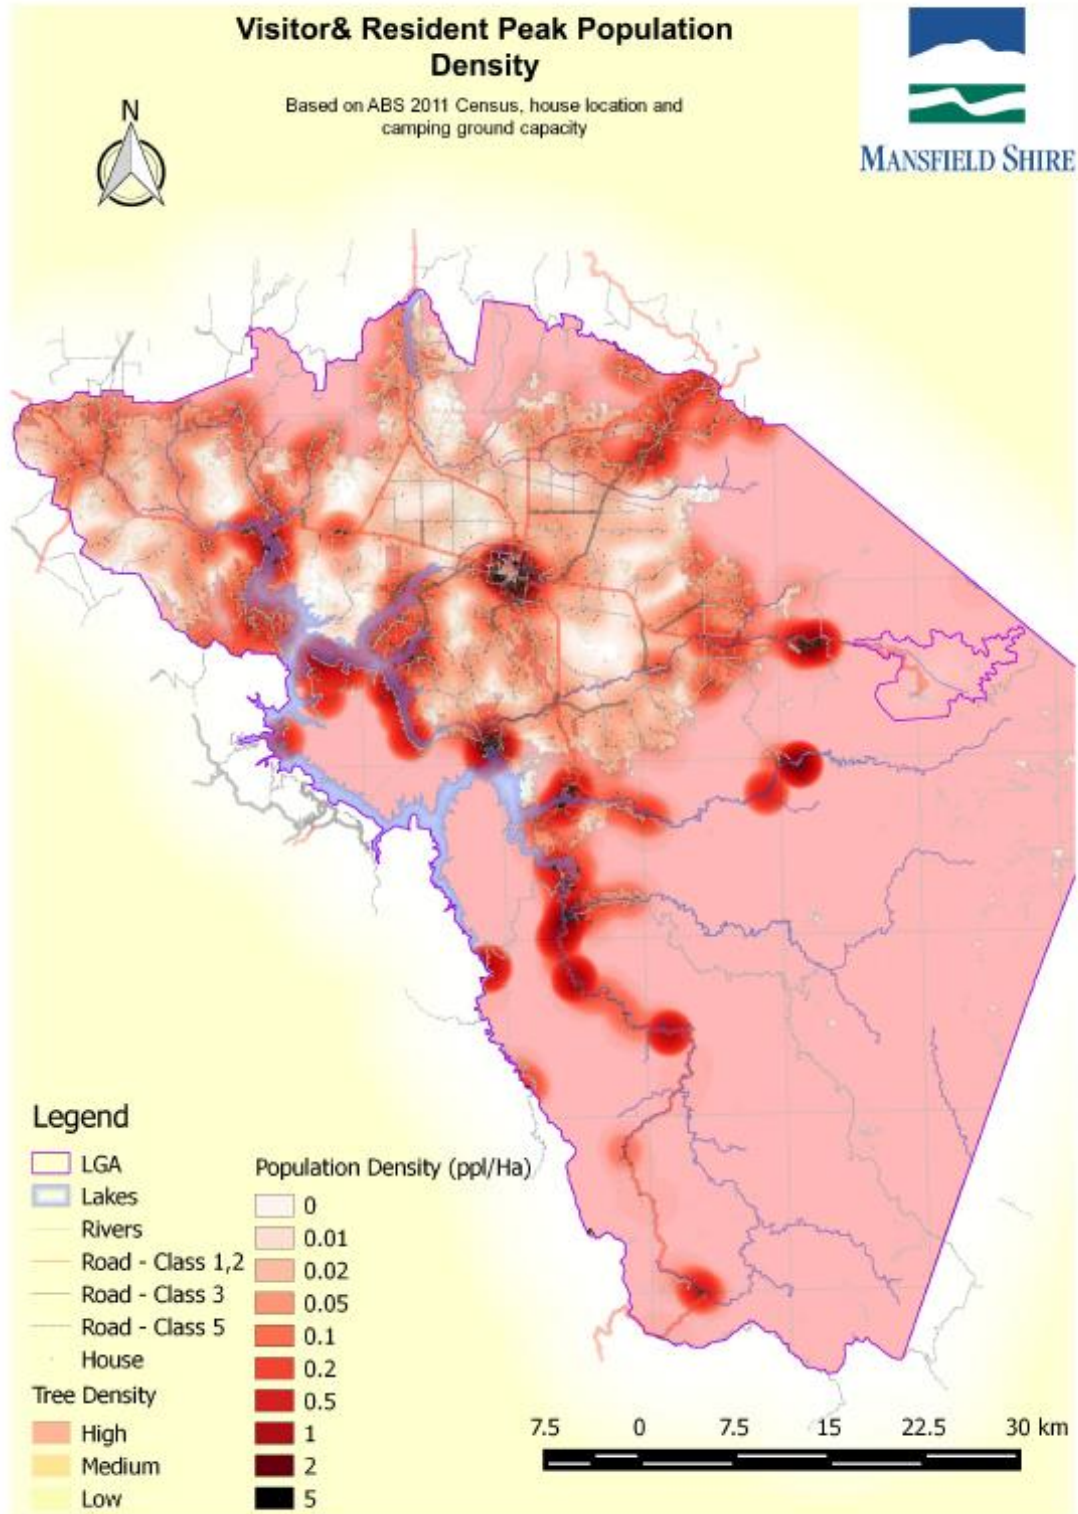 Visitor& Resident Peak Population
Density
Based on ABS 2011 Census, house location and
camping ground capacity
N
MANSFIELD SHIRE
Legend
LGA
Lakes
Rivers
Road - Class 1,2
Road - Class 3
Road - Class 5
House
Tree Density
High
Medium
Low
Population Density (ppl/Ha)
0
0.01
0.02
0.05
0.1
0.2
0.5
1
2
5
7.5 0 7.5 15 22.5 30 km